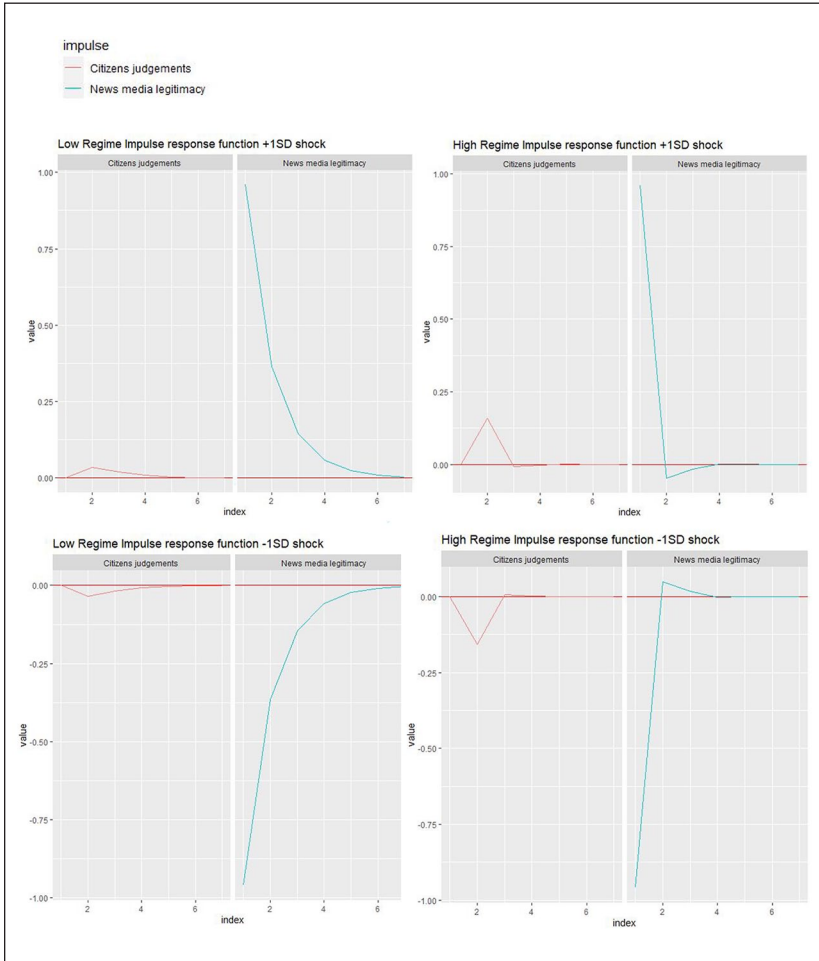 impulse
Citizens judgements
News media legitimacy
Low Regime Impulse response function +1SD shock
Citizens judgements News media legitimacy
1.00
0.75
0.50
0.25
0.00
value
2 4 6 2 4 6
index
High Regime Impulse response function +1SD shock
Citizens judgements News media legitimacy
1.00
0.75
0.50
0.25
0.00
value
2 4 6 2 4 6
index
Low Regime Impulse response function -1SD shock
Citizens judgements News media legitimacy
0.00
-0.25
-0.50
-0.75
-1.00
value
2 4 6 2 4 6
index
High Regime Impulse response function -1SD shock
Citizens judgements News media legitimacy
0.00
-0.25
-0.50
-0.75
-1.00
value
2 4 6 2 4 6
index